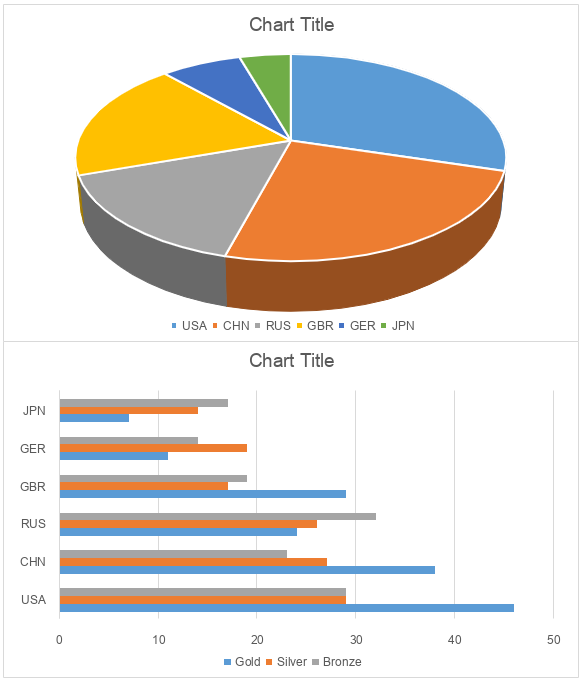 Chart Title
USA CHN RUS GBR GER JPN
Chart Title
JPN
GER
GBR
RUS
CHN
USA
0 10 20 30 40 50
Gold Silver Bronze